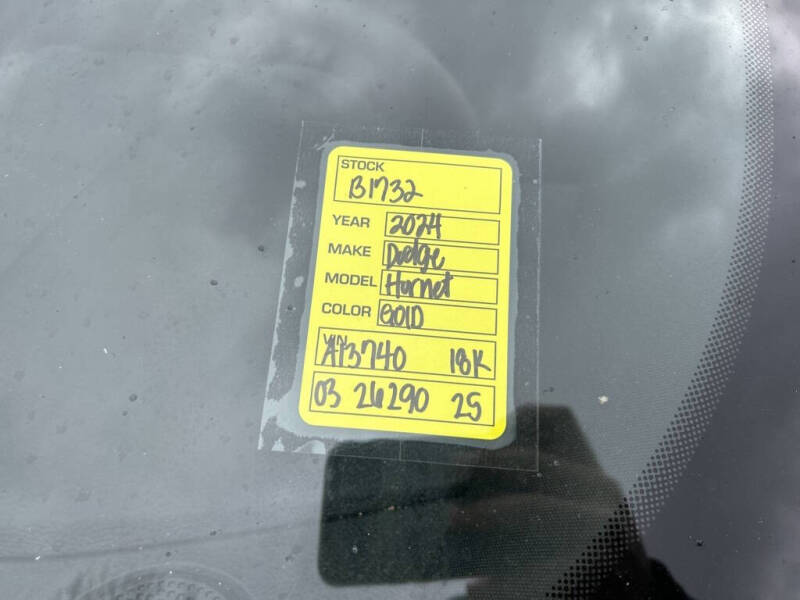 STOCK
B1732
YEAR 2024
MAKE Dodge
MODEL Hornet
COLOR GOLD
VIN
A13740 18K
03 26290 25